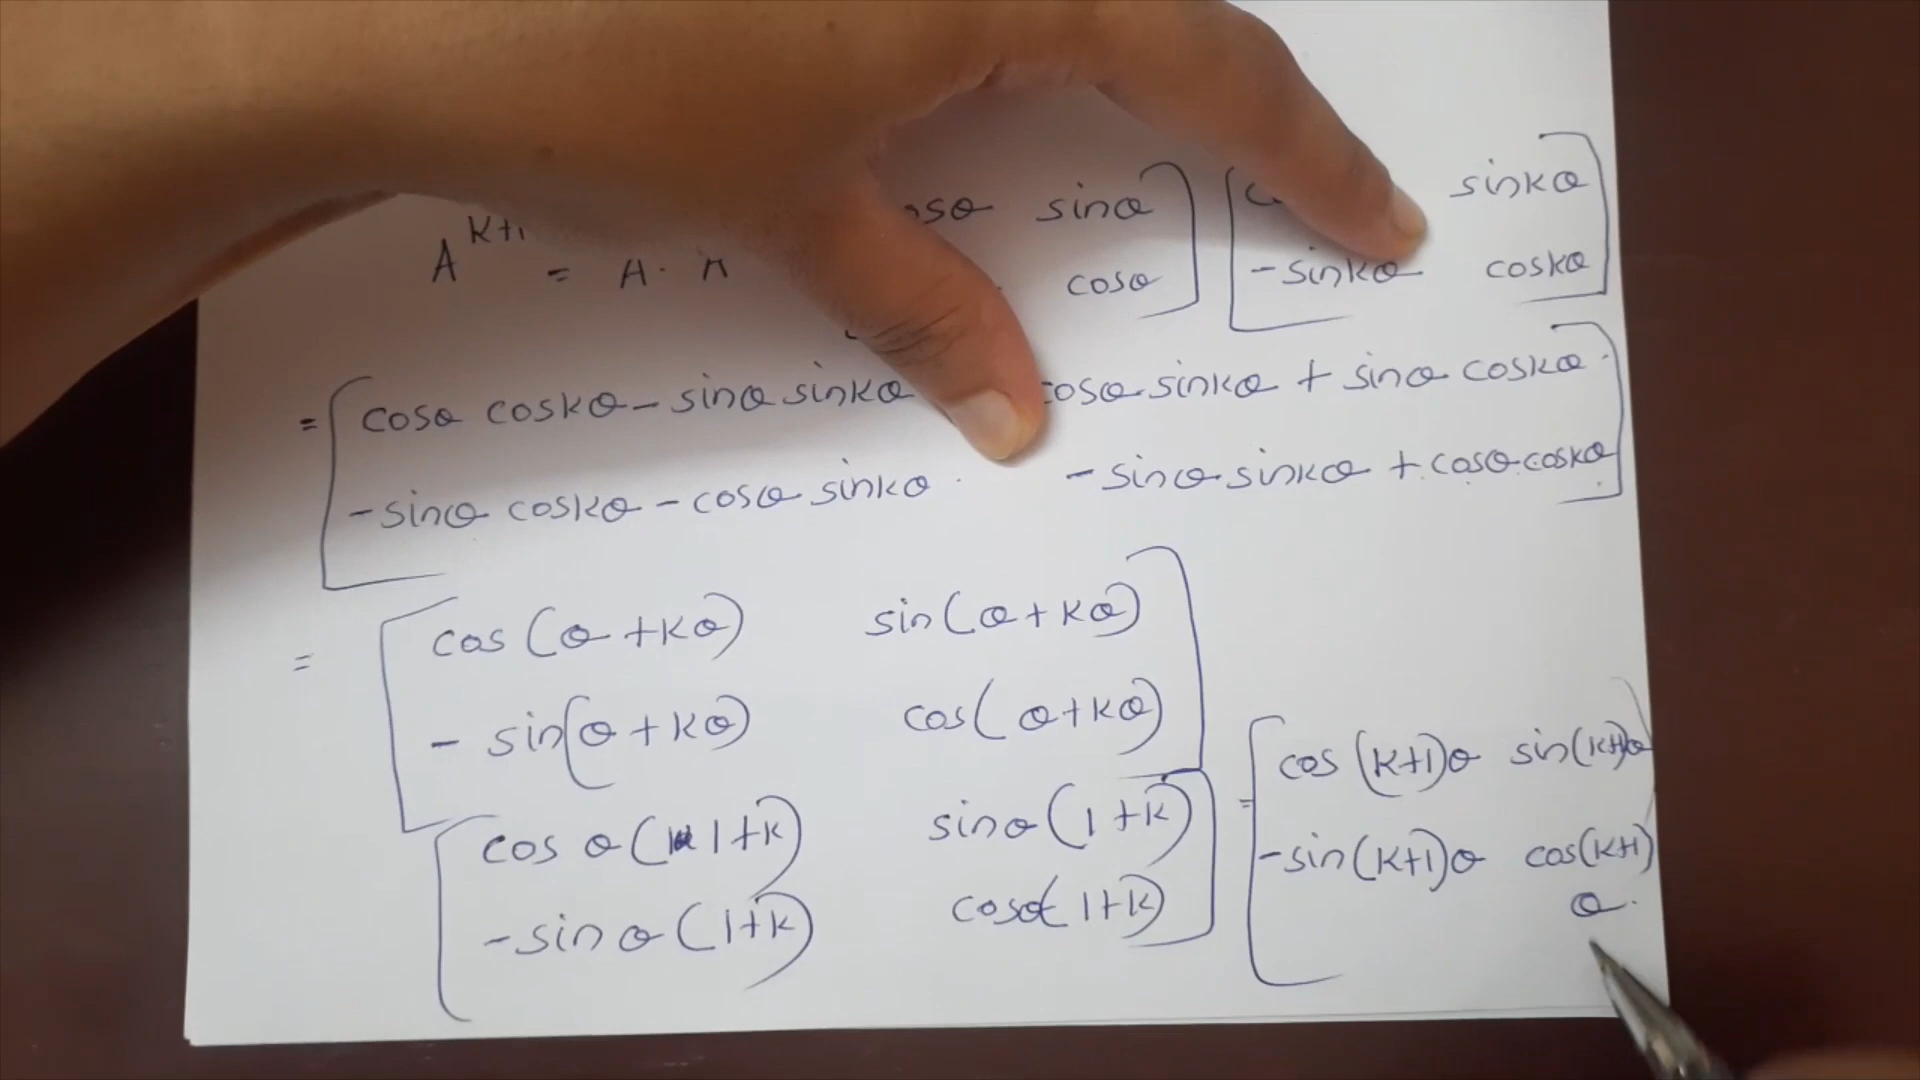 A^{k+1} = A. A osθ sinθ sinkθ
cosθ -sinkθ coskθ
= cosθ coskθ - sinθ sinkθ cosθ sinkθ + sinθ coskθ
-sinθ coskθ - cosθ sinkθ -sinθ sinkθ + cosθ coskθ
= cos(θ+kθ) sin(θ+kθ)
- sin(θ+kθ) cos(θ+kθ)
cos θ(1+k) sinθ(1+k)
-sin θ(1+k) cosθ(1+k)
= cos(k+1)θ sin(k+1)θ
-sin(k+1)θ cos(k+1)
θ.